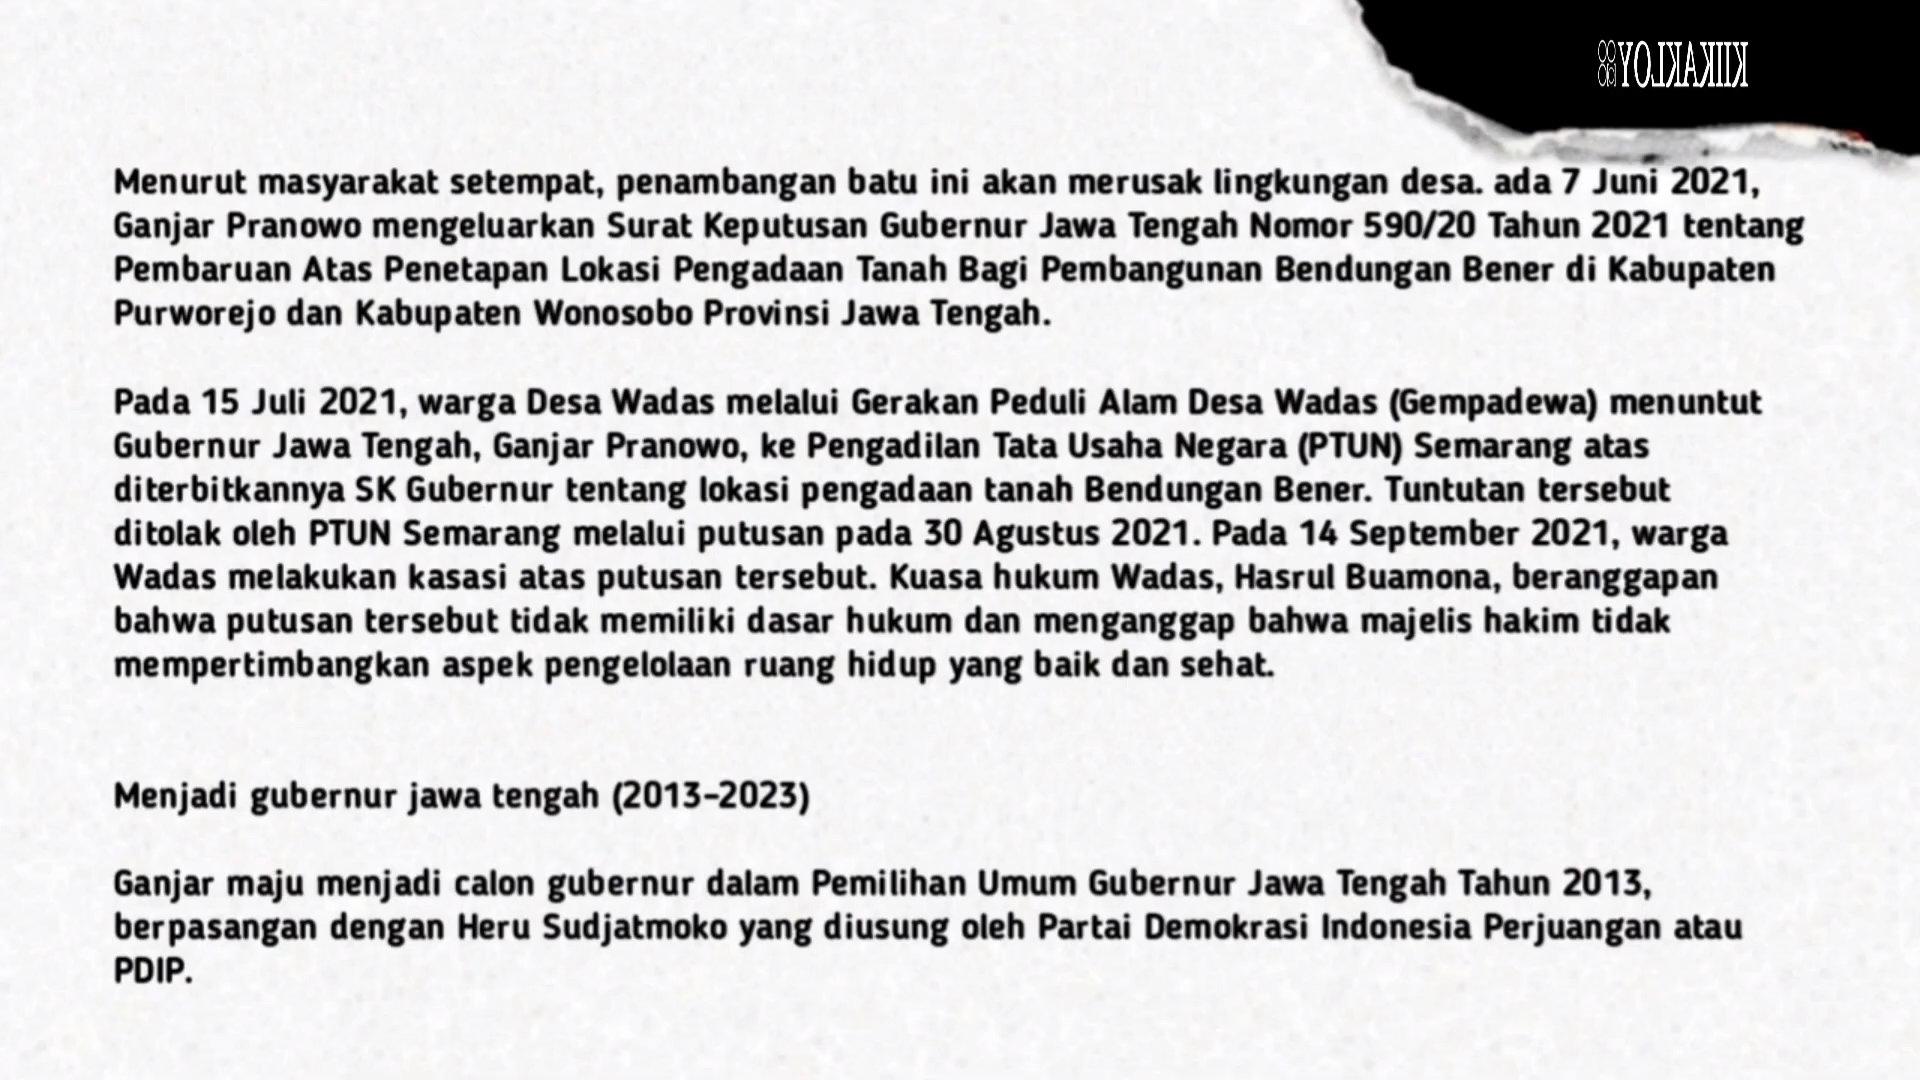 KIIKAKLOY
Menurut masyarakat setempat, penambangan batu ini akan merusak lingkungan desa. ada 7 Juni 2021,
Ganjar Pranowo mengeluarkan Surat Keputusan Gubernur Jawa Tengah Nomor 590/20 Tahun 2021 tentang
Pembaruan Atas Penetapan Lokasi Pengadaan Tanah Bagi Pembangunan Bendungan Bener di Kabupaten
Purworejo dan Kabupaten Wonosobo Provinsi Jawa Tengah.
Pada 15 Juli 2021, warga Desa Wadas melalui Gerakan Peduli Alam Desa Wadas (Gempadewa) menuntut
Gubernur Jawa Tengah, Ganjar Pranowo, ke Pengadilan Tata Usaha Negara (PTUN) Semarang atas
diterbitkannya SK Gubernur tentang lokasi pengadaan tanah Bendungan Bener. Tuntutan tersebut
ditolak oleh PTUN Semarang melalui putusan pada 30 Agustus 2021. Pada 14 September 2021, warga
Wadas melakukan kasasi atas putusan tersebut. Kuasa hukum Wadas, Hasrul Buamona, beranggapan
bahwa putusan tersebut tidak memiliki dasar hukum dan menganggap bahwa majelis hakim tidak
mempertimbangkan aspek pengelolaan ruang hidup yang baik dan sehat.
Menjadi gubernur jawa tengah (2013-2023)
Ganjar maju menjadi calon gubernur dalam Pemilihan Umum Gubernur Jawa Tengah Tahun 2013,
berpasangan dengan Heru Sudjatmoko yang diusung oleh Partai Demokrasi Indonesia Perjuangan atau
PDIP.